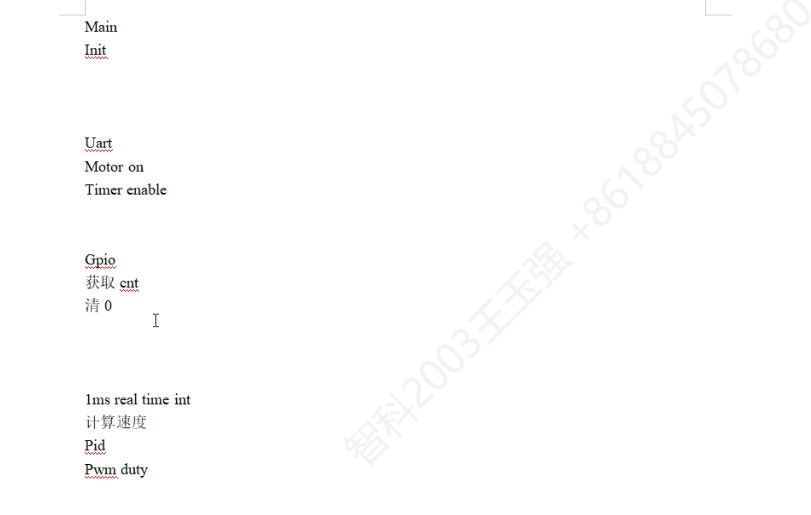 Main
Init
Uart
Motor on
Timer enable
Gpio
获取 cnt
清 0
1ms real time int
计算速度
Pid
Pwm duty
智科2003王玉强 +8618845078680